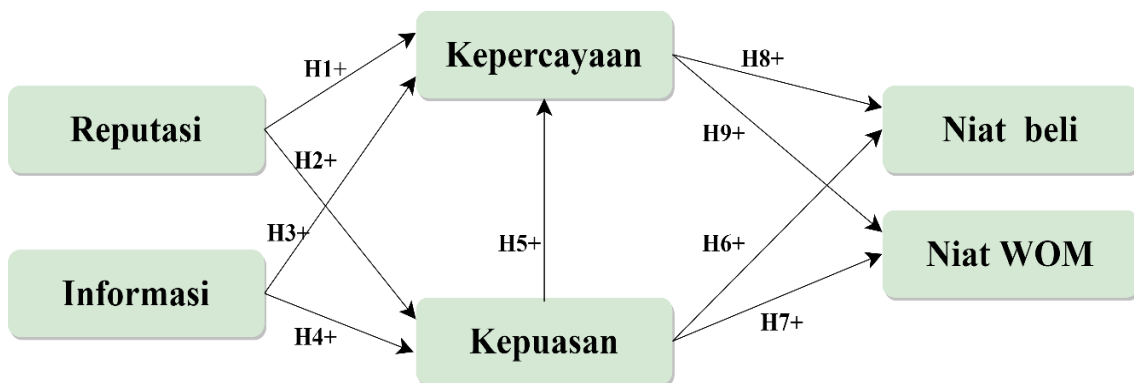 Kepercayaan
H1+
H8+
Reputasi
Niat beli
H2+
H9+
H3+
H5+
H6+
Informasi
Niat WOM
H4+
Kepuasan
H7+